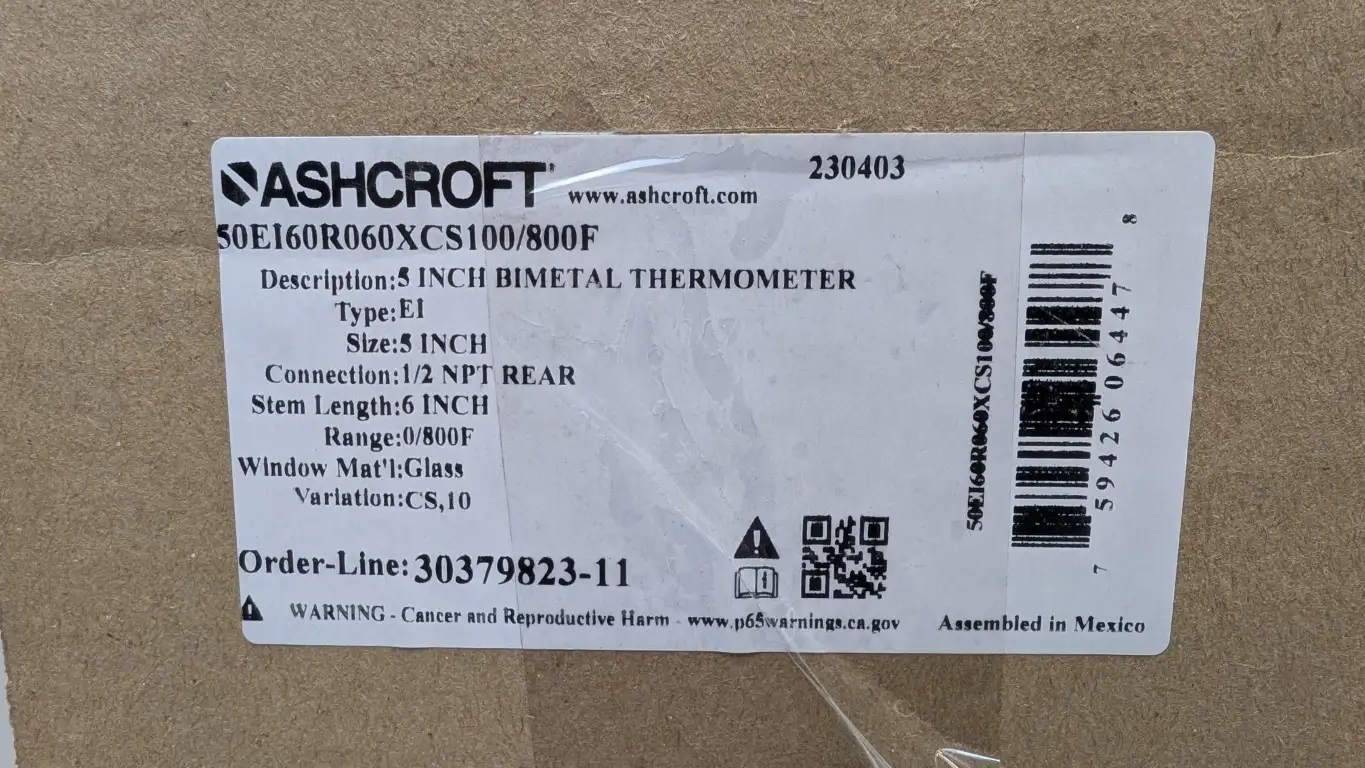 ASHCROFT www.ashcroft.com
230403
50EI60R060XCS100/800F
Description:5 INCH BIMETAL THERMOMETER
Type:EI
Size:5 INCH
Connection:1/2 NPT REAR
Stem Length:6 INCH
Range:0/800F
Window Mat'l:Glass
Variation:CS,10
Order-Line:30379823-11
WARNING - Cancer and Reproductive Harm - www.p65warnings.ca.gov
Assembled in Mexico
50EI60R060XCS100/800F
7 59426 06447 8